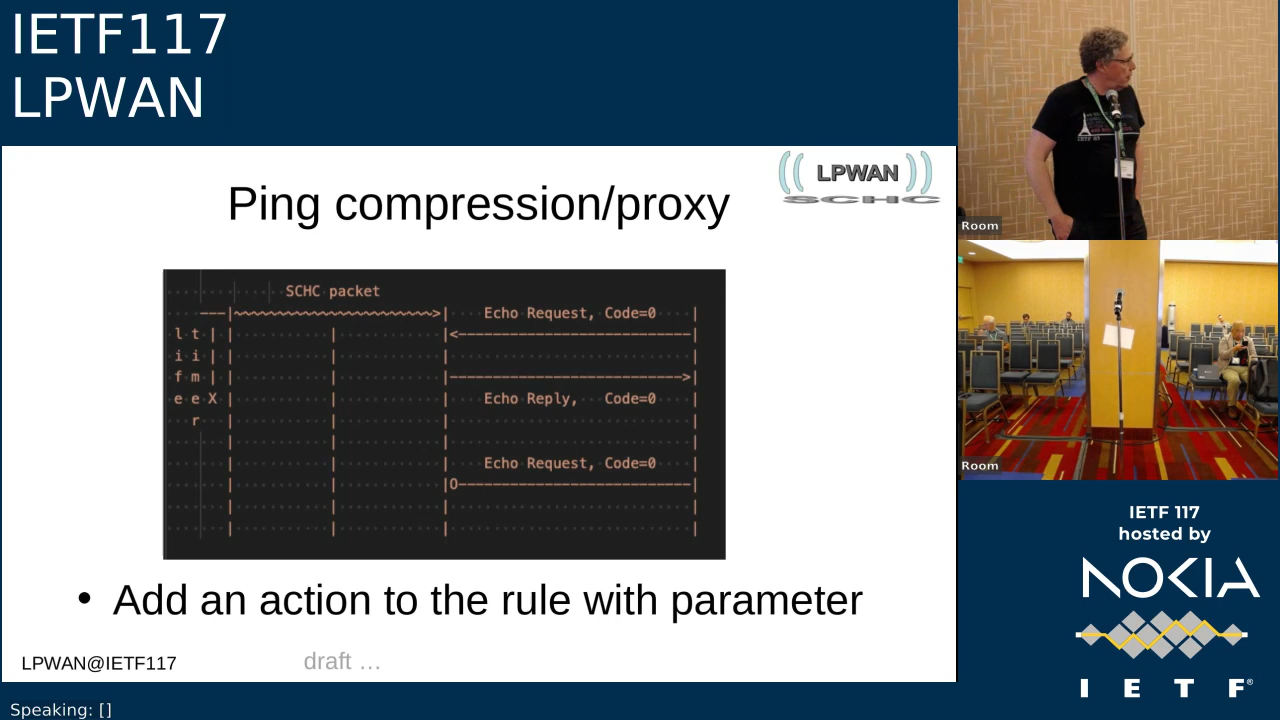 IETF117
LPWAN
Ping compression/proxy
LPWAN
SCHC
SCHC packet
Echo Request, Code=0
l t
i i
f m
e e X
r
Echo Reply, Code=0
Echo Request, Code=0
O
• Add an action to the rule with parameter
LPWAN@IETF117
draft …
Speaking: []
IETF 63
Room
Room
IETF 117
hosted by
NOKIA
I E T F®